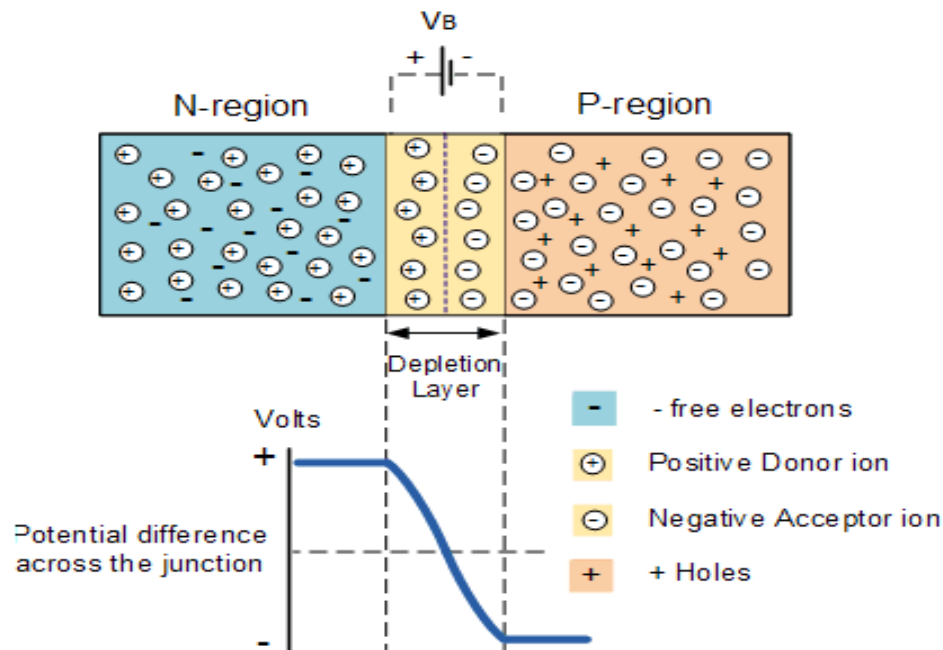 VB
+ -
N-region
P-region
Depletion
Layer
Volts
+
Potential difference
across the junction
-
- - free electrons
+ Positive Donor ion
- Negative Acceptor ion
+ + Holes